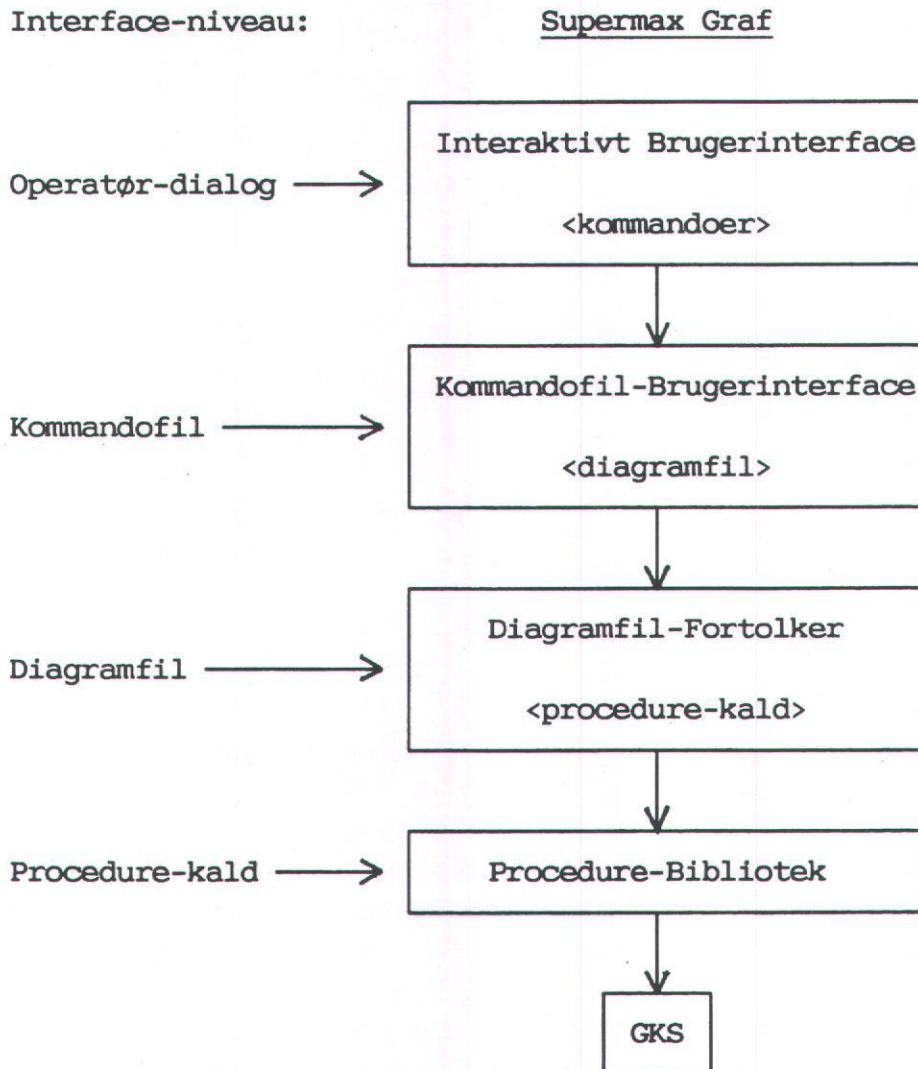 Interface-niveau: Supermax Graf
Interaktivt Brugerinterface
Operatør-dialog
<kommandoer>
Kommandofil-Brugerinterface
Kommandofil
<diagramfil>
Diagramfil-Fortolker
Diagramfil
<procedure-kald>
Procedure-kald Procedure-Bibliotek
GKS